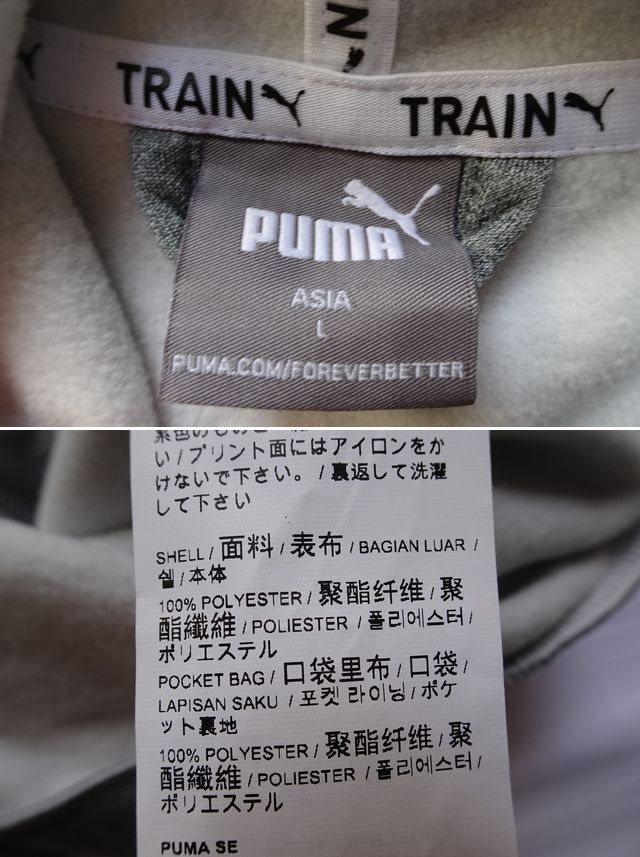 N
TRAIN TRAIN
PUMA
ASIA
L
PUMA.COM/FOREVERBETTER
い / プリント面にはアイロンをか
けないで下さい。 / 裏返して洗濯
して下さい
SHELL / 面料 / 表布 / BAGIAN LUAR /
쉘 / 本体
100% POLYESTER / 聚酯纤维 / 聚
酯纖維 / POLIESTER / 폴리에스터 /
ポリエステル
POCKET BAG / 口袋里布 / 口袋 /
LAPISAN SAKU / 포켓 라이닝 / ポケ
ット裏地
100% POLYESTER / 聚酯纤维 / 聚
酯纖維 / POLIESTER / 폴리에스터 /
ポリエステル
PUMA SE